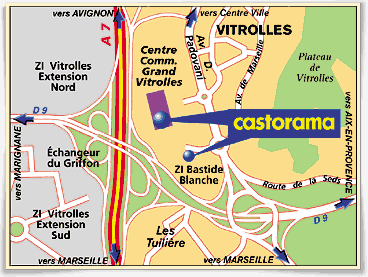 vers AVIGNON
vers Centre Ville
VITROLLES
A 7
Centre
Comm.
Grand
Vitrolles
Av. D.
Padovani
Av. de Marseille
Plateau
de
Vitrolles
ZI Vitrolles
Extension
Nord
D 9
castorama
vers MARIGNANE
Échangeur
du Griffon
ZI Bastide
Blanche
vers AIX-EN-PROVENCE
Route de la Seds
D 9
ZI Vitrolles
Extension
Sud
Les
Tuilière
vers MARSEILLE
vers MARSEILLE